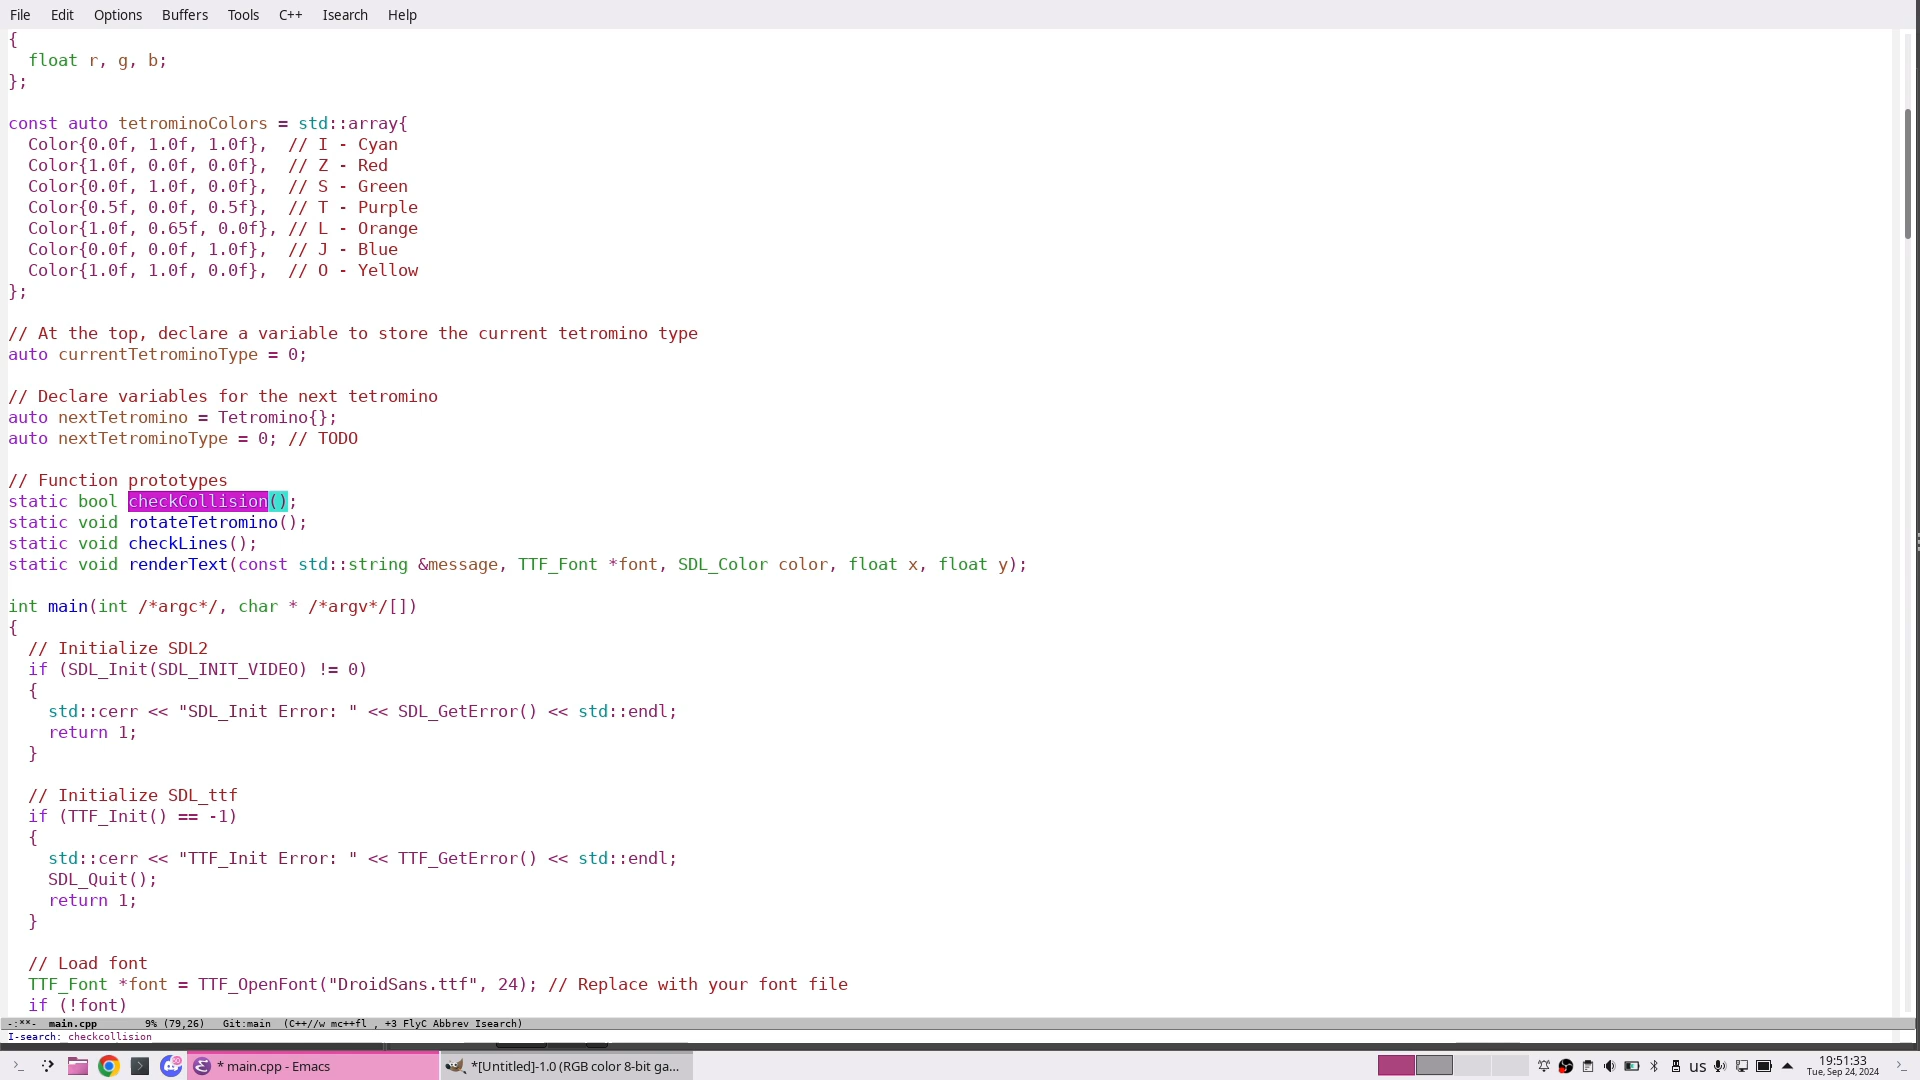 File Edit Options Buffers Tools C++ Isearch Help
{
  float r, g, b;
};

const auto tetrominoColors = std::array{
  Color{0.0f, 1.0f, 1.0f},  // I - Cyan
  Color{1.0f, 0.0f, 0.0f},  // Z - Red
  Color{0.0f, 1.0f, 0.0f},  // S - Green
  Color{0.5f, 0.0f, 0.5f},  // T - Purple
  Color{1.0f, 0.65f, 0.0f}, // L - Orange
  Color{0.0f, 0.0f, 1.0f},  // J - Blue
  Color{1.0f, 1.0f, 0.0f},  // O - Yellow
};

// At the top, declare a variable to store the current tetromino type
auto currentTetrominoType = 0;

// Declare variables for the next tetromino
auto nextTetromino = Tetromino{};
auto nextTetrominoType = 0; // TODO

// Function prototypes
static bool checkCollision();
static void rotateTetromino();
static void checkLines();
static void renderText(const std::string &message, TTF_Font *font, SDL_Color color, float x, float y);

int main(int /*argc*/, char * /*argv*/[])
{
  // Initialize SDL2
  if (SDL_Init(SDL_INIT_VIDEO) != 0)
  {
    std::cerr << "SDL_Init Error: " << SDL_GetError() << std::endl;
    return 1;
  }

  // Initialize SDL_ttf
  if (TTF_Init() == -1)
  {
    std::cerr << "TTF_Init Error: " << TTF_GetError() << std::endl;
    SDL_Quit();
    return 1;
  }

  // Load font
  TTF_Font *font = TTF_OpenFont("DroidSans.ttf", 24); // Replace with your font file
  if (!font)
-:**-  main.cpp        9% (79,26)   Git:main  (C++//w mc++fl , +3 FlyC Abbrev Isearch)
I-search: checkcollision
* main.cpp - Emacs
*[Untitled]-1.0 (RGB color 8-bit ga...
us
19:51:33
Tue, Sep 24, 2024